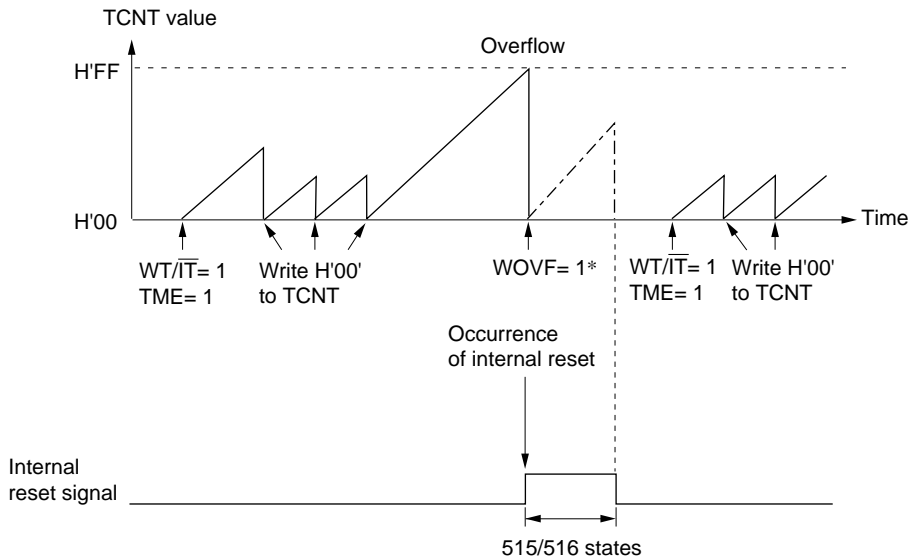 TCNT value
Overflow
H'FF
H'00
Time
WT/IT= 1
TME= 1
Write H'00'
to TCNT
WOVF= 1*
WT/IT= 1
TME= 1
Write H'00'
to TCNT
Occurrence
of internal reset
Internal
reset signal
515/516 states